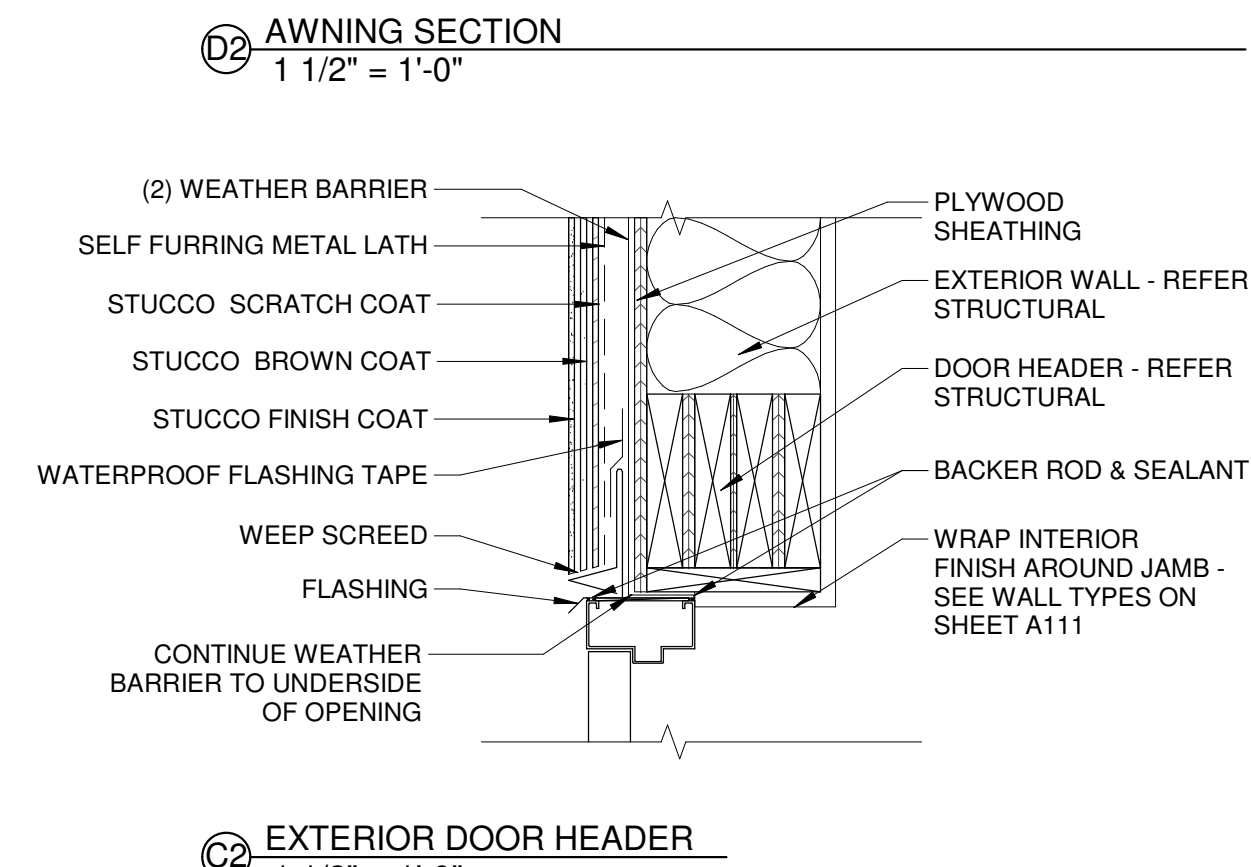 D2
AWNING SECTION
1 1/2" = 1'-0"
(2) WEATHER BARRIER
SELF FURRING METAL LATH
STUCCO SCRATCH COAT
STUCCO BROWN COAT
STUCCO FINISH COAT
WATERPROOF FLASHING TAPE
WEEP SCREED
FLASHING
CONTINUE WEATHER
BARRIER TO UNDERSIDE
OF OPENING
PLYWOOD
SHEATHING
EXTERIOR WALL - REFER
STRUCTURAL
DOOR HEADER - REFER
STRUCTURAL
BACKER ROD & SEALANT
WRAP INTERIOR
FINISH AROUND JAMB -
SEE WALL TYPES ON
SHEET A111
C2
EXTERIOR DOOR HEADER